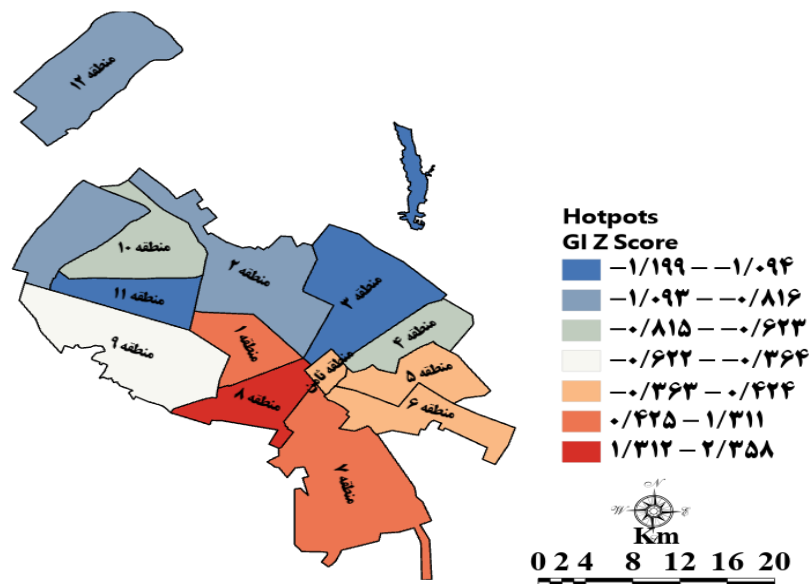 منطقه ۱۲
منطقه ۱۰
منطقه ۲
منطقه ۳
منطقه ۱۱
منطقه ۹
منطقه ۱
منطقه ۴
منطقه ثامن
منطقه ۵
منطقه ۸
منطقه ۶
منطقه ۷
Hotpots
GI Z Score
−۱/۱۹۹ – −۱/۰۹۴
−۱/۰۹۳ – −۰/۸۱۶
−۰/۸۱۵ – −۰/۶۲۳
−۰/۶۲۲ – −۰/۳۶۴
−۰/۳۶۳ – ۰/۴۲۴
۰/۴۲۵ – ۱/۳۱۱
۱/۳۱۲ – ۲/۳۵۸
N
W E
S
Km
0 2 4 8 12 16 20